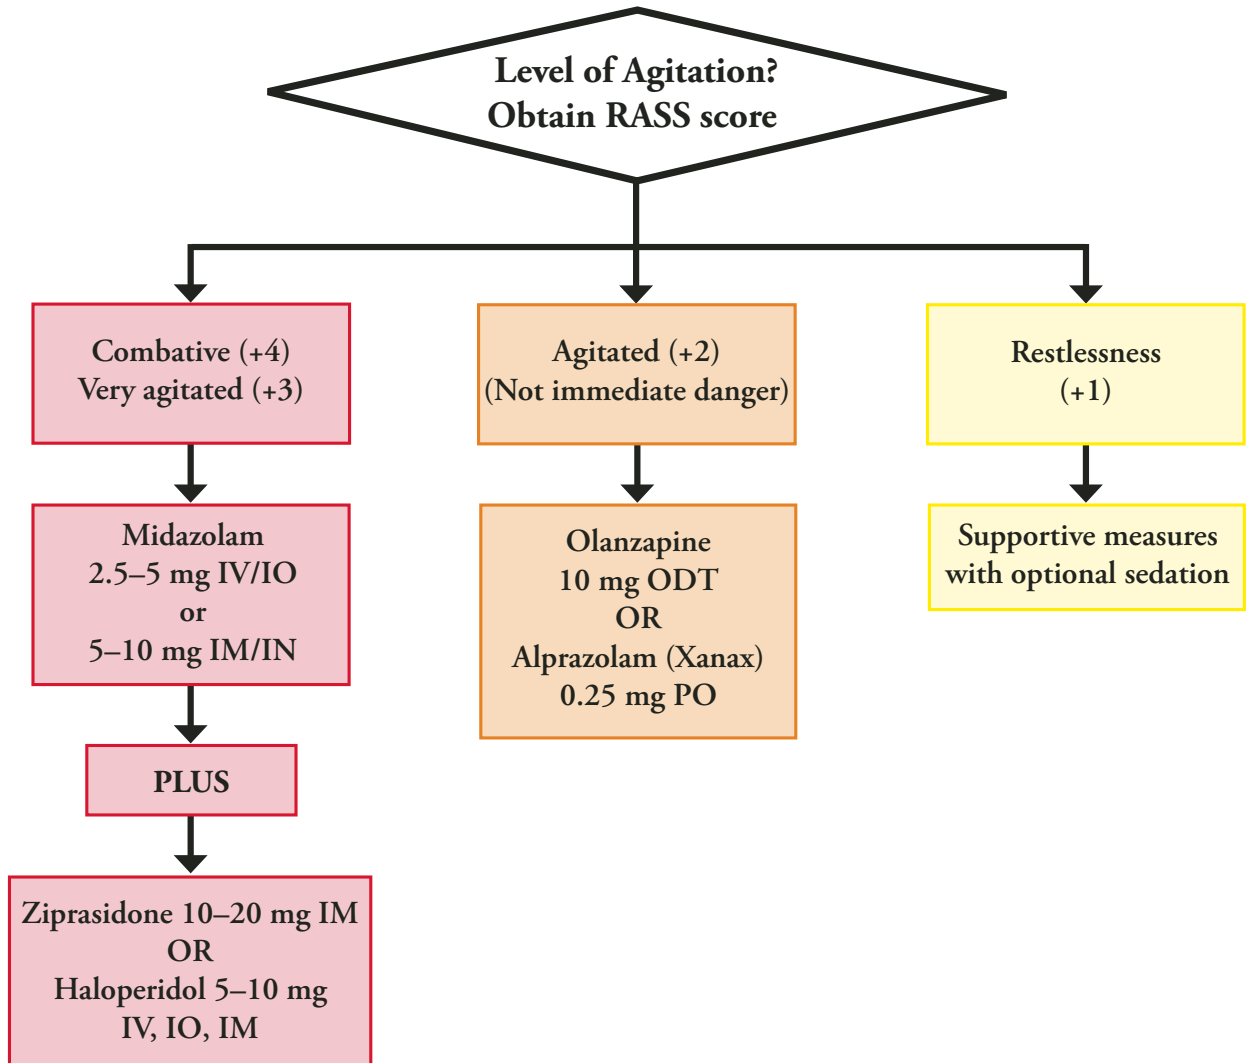 Level of Agitation?
Obtain RASS score
Combative (+4)
Very agitated (+3)
Midazolam
2.5–5 mg IV/IO
or
5–10 mg IM/IN
PLUS
Ziprasidone 10–20 mg IM
OR
Haloperidol 5–10 mg
IV, IO, IM
Agitated (+2)
(Not immediate danger)
Olanzapine
10 mg ODT
OR
Alprazolam (Xanax)
0.25 mg PO
Restlessness
(+1)
Supportive measures
with optional sedation